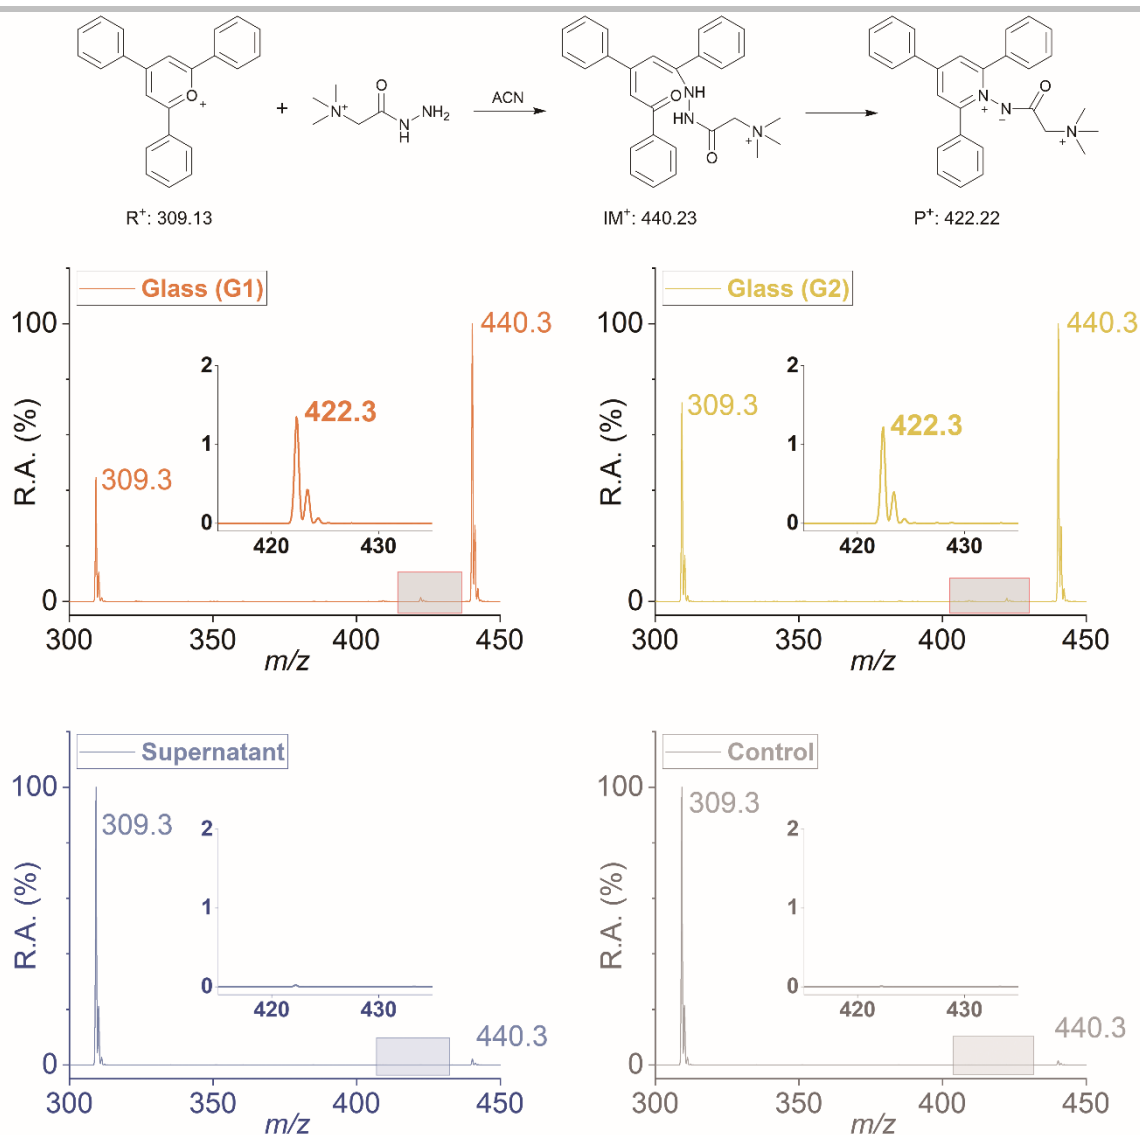 O
+
+
N
+
O
N
H
NH₂
ACN
O
NH
HN
O
N
+
N
+
N
−
O
N
+
R⁺: 309.13
IM⁺: 440.23
P⁺: 422.22
Glass (G1)
100
0
R.A. (%)
309.3
440.3
2
1
0
422.3
420 430
300 350 400 450
m/z
Glass (G2)
100
0
R.A. (%)
309.3
440.3
2
1
0
422.3
420 430
300 350 400 450
m/z
Supernatant
100
0
R.A. (%)
309.3
440.3
2
1
0
420 430
300 350 400 450
m/z
Control
100
0
R.A. (%)
309.3
440.3
2
1
0
420 430
300 350 400 450
m/z